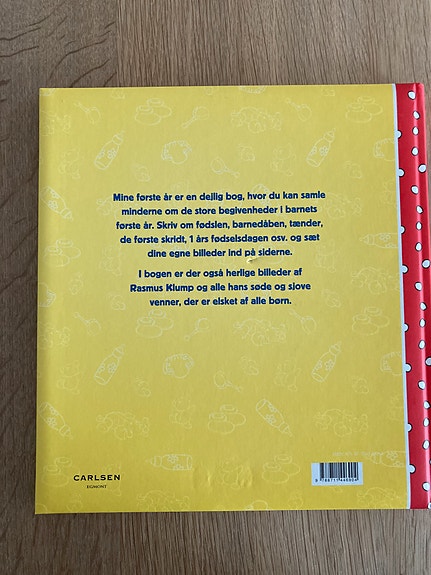 Mine første år er en dejlig bog, hvor du kan samle
minderne om de store begivenheder i barnets
første år. Skriv om fødslen, barnedåben, tænder,
de første skridt, 1 års fødselsdagen osv. og sæt
dine egne billeder ind på siderne.
I bogen er der også herlige billeder af
Rasmus Klump og alle hans søde og sjove
venner, der er elsket af alle børn.
CARLSEN
EGMONT